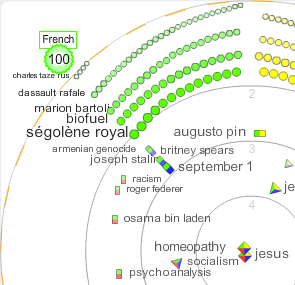 French
100
charles taze rus
dassault rafale
marion bartoli
biofuel
ségolène royal
2
augusto pin
armenian genocide
britney spears
joseph stalin
september 1
3
racism
roger federer
je
osama bin laden
4
homeopathy
jesus
socialism
psychoanalysis